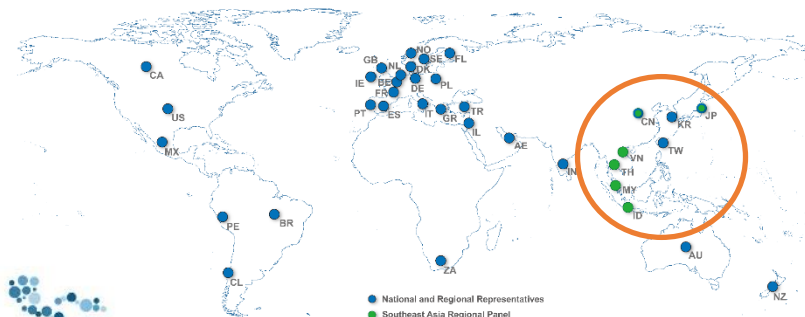 NO
SE
FL
GB
NL
DK
CA
IE
BE
DE
PL
FR
US
PT
ES
IT
GR
TR
IL
CN
KR
JP
MX
AE
IN
VN
TW
TH
MY
ID
PE
BR
ZA
AU
CL
NZ
National and Regional Representatives
Southeast Asia Regional Panel